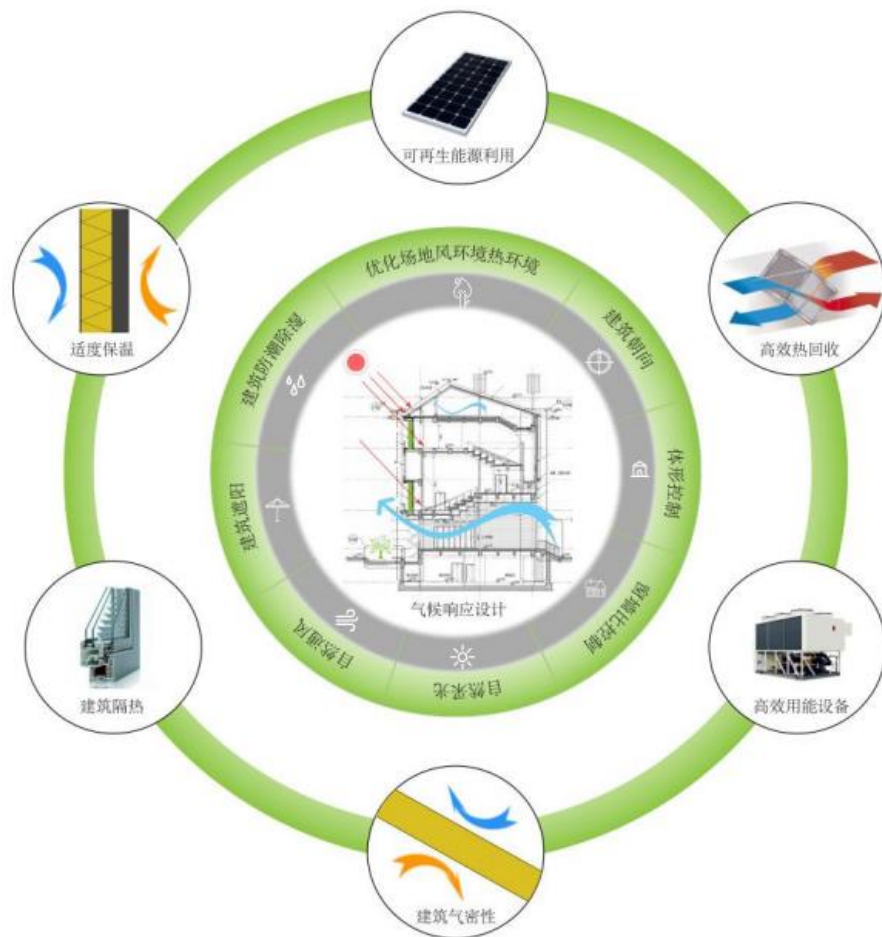 可再生能源利用
高效热回收
高效用能设备
建筑气密性
建筑隔热
适度保温
优化场地风环境热环境
建筑朝向
体形控制
窗墙比控制
自然采光
自然通风
建筑遮阳
建筑防潮除湿
气候响应设计